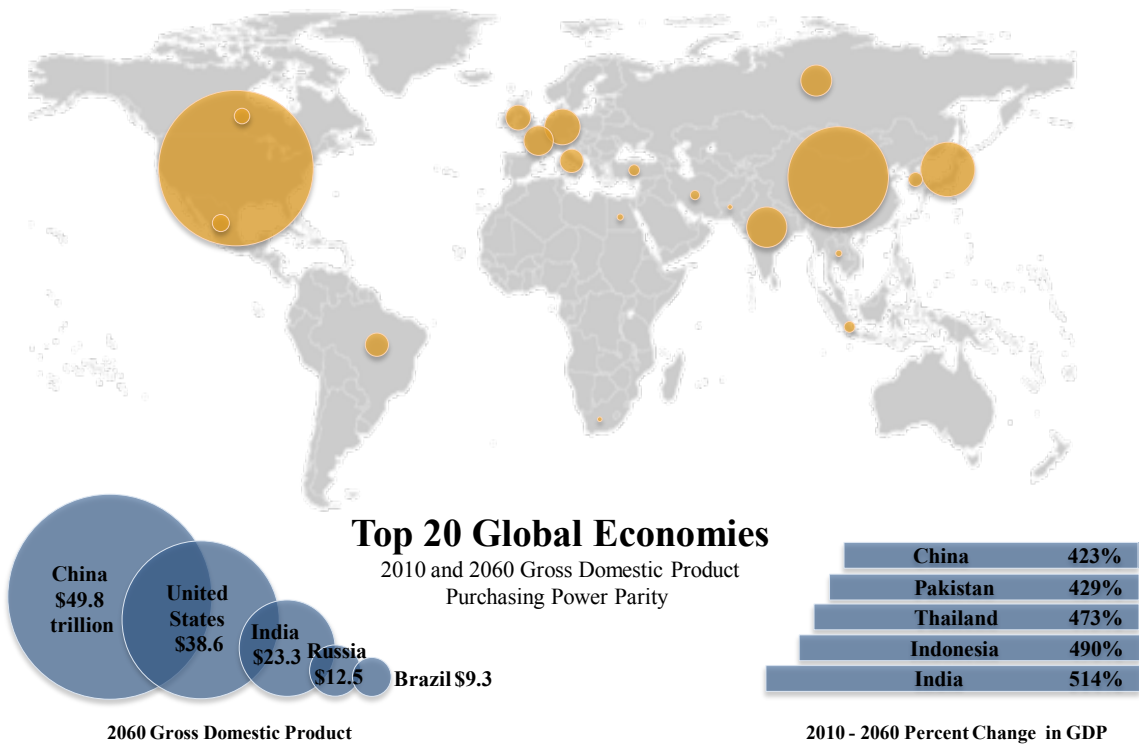 Top 20 Global Economies
2010 and 2060 Gross Domestic Product
Purchasing Power Parity
China
$49.8
trillion
United
States
$38.6
India
$23.3
Russia
$12.5
Brazil $9.3
2060 Gross Domestic Product
China 423%
Pakistan 429%
Thailand 473%
Indonesia 490%
India 514%
2010 - 2060 Percent Change in GDP